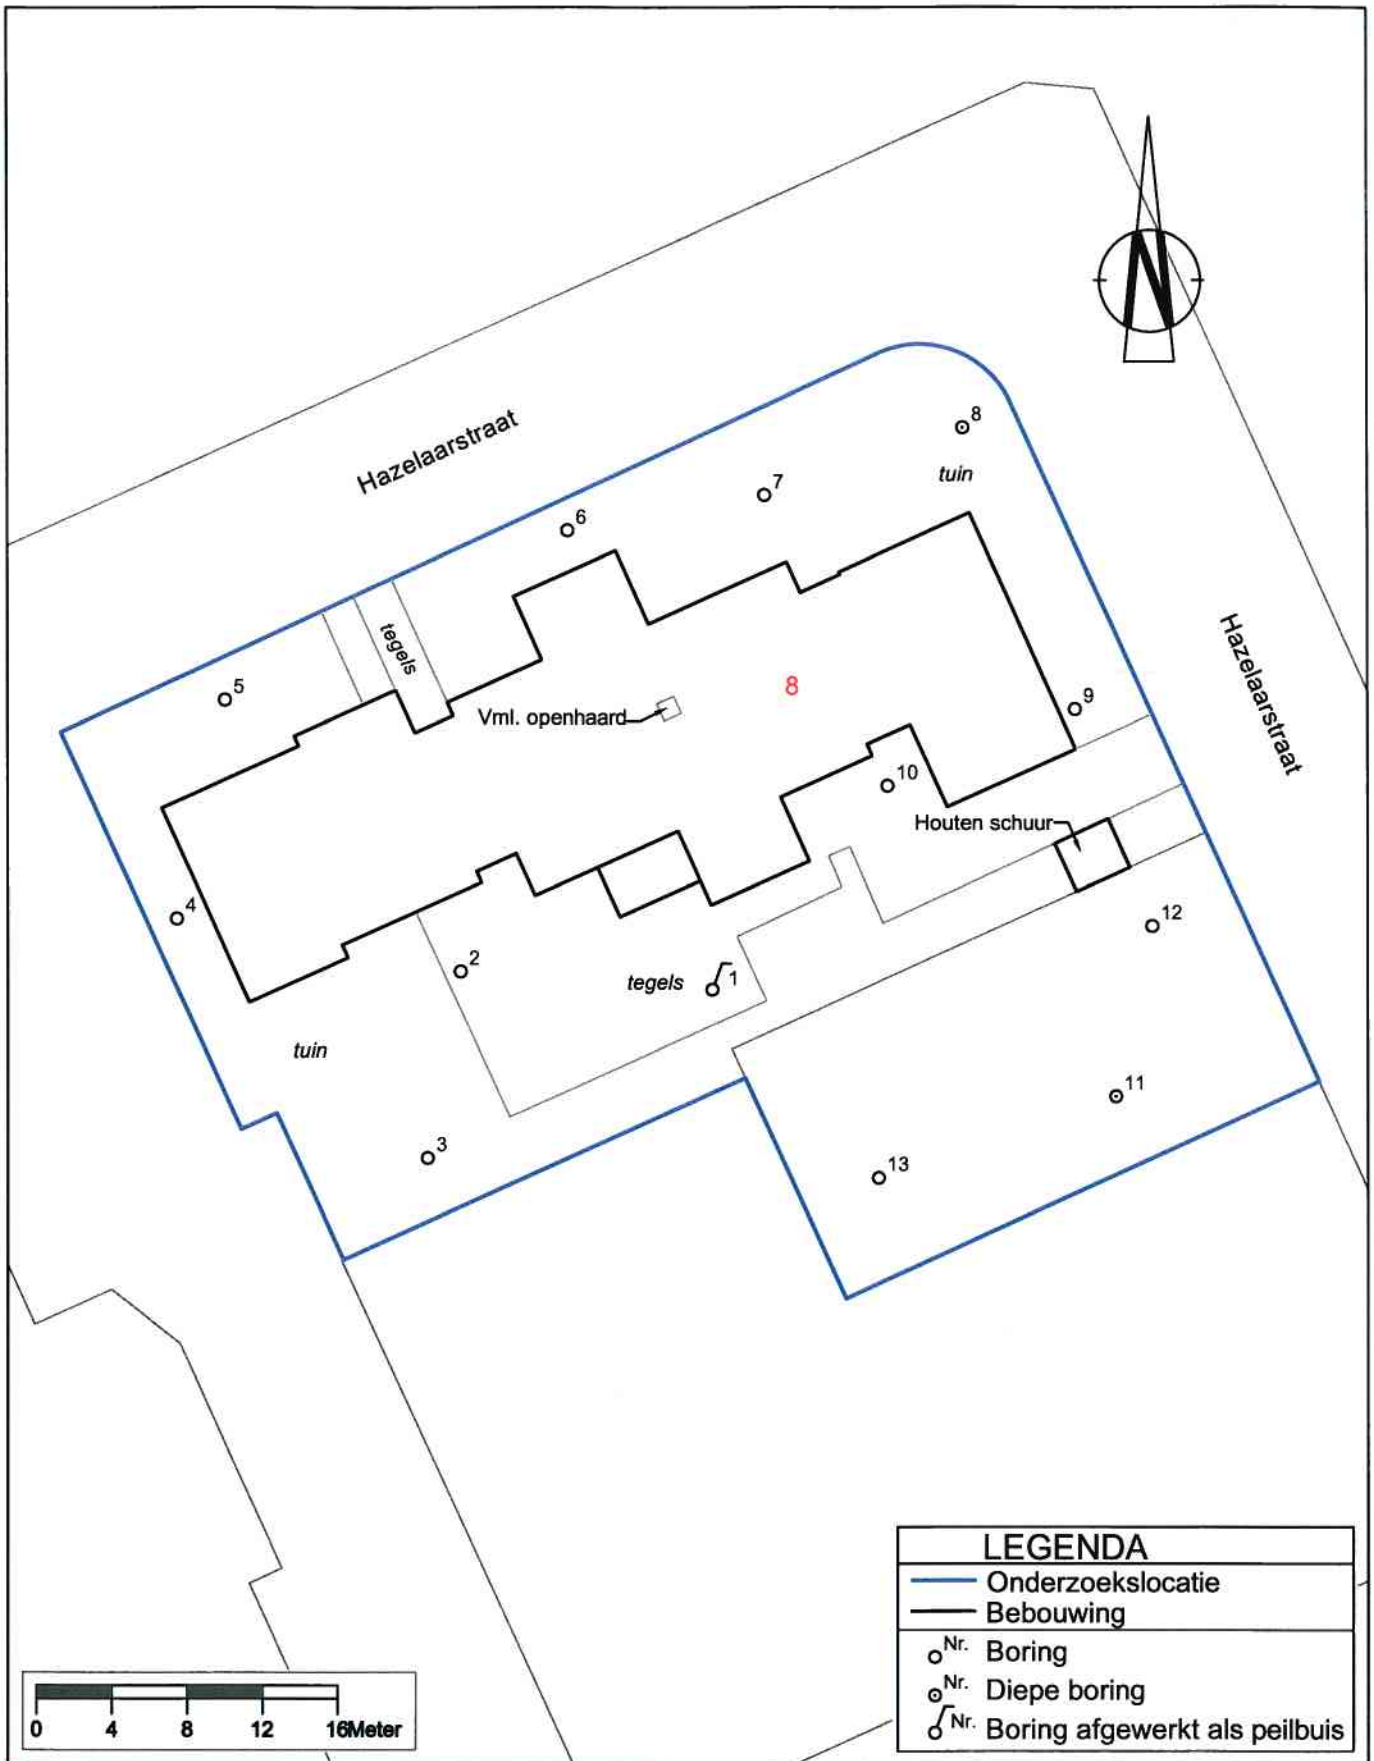 N
Hazelaarstraat
8
tuin
7
6
tegels
5
Hazelaarstraat
8
9
Vml. openhaard
10
Houten schuur
4
12
2
tegels
1
tuin
11
3
13
LEGENDA
Onderzoekslocatie
Bebouwing
Nr. Boring
Nr. Diepe boring
Nr. Boring afgewerkt als peilbuis
0 4 8 12 16Meter